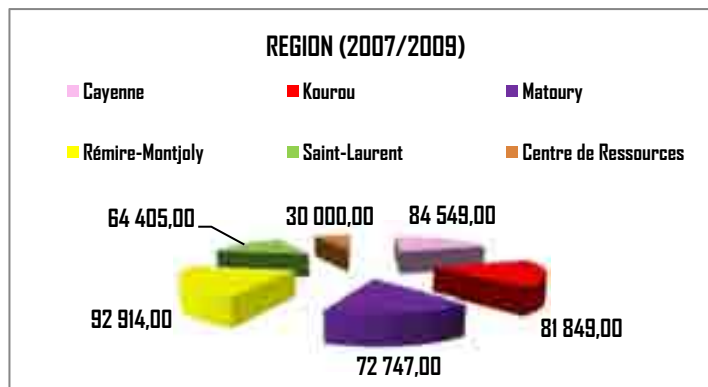 REGION (2007/2009)
Cayenne Kourou Matoury
Rémire-Montjoly Saint-Laurent Centre de Ressources
64 405,00 30 000,00 84 549,00
92 914,00 81 849,00
72 747,00